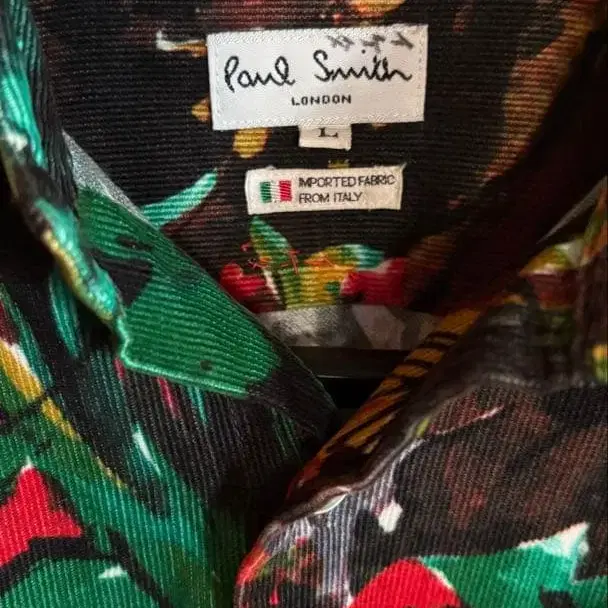 Paul Smith
LONDON
L
IMPORTED FABRIC
FROM ITALY